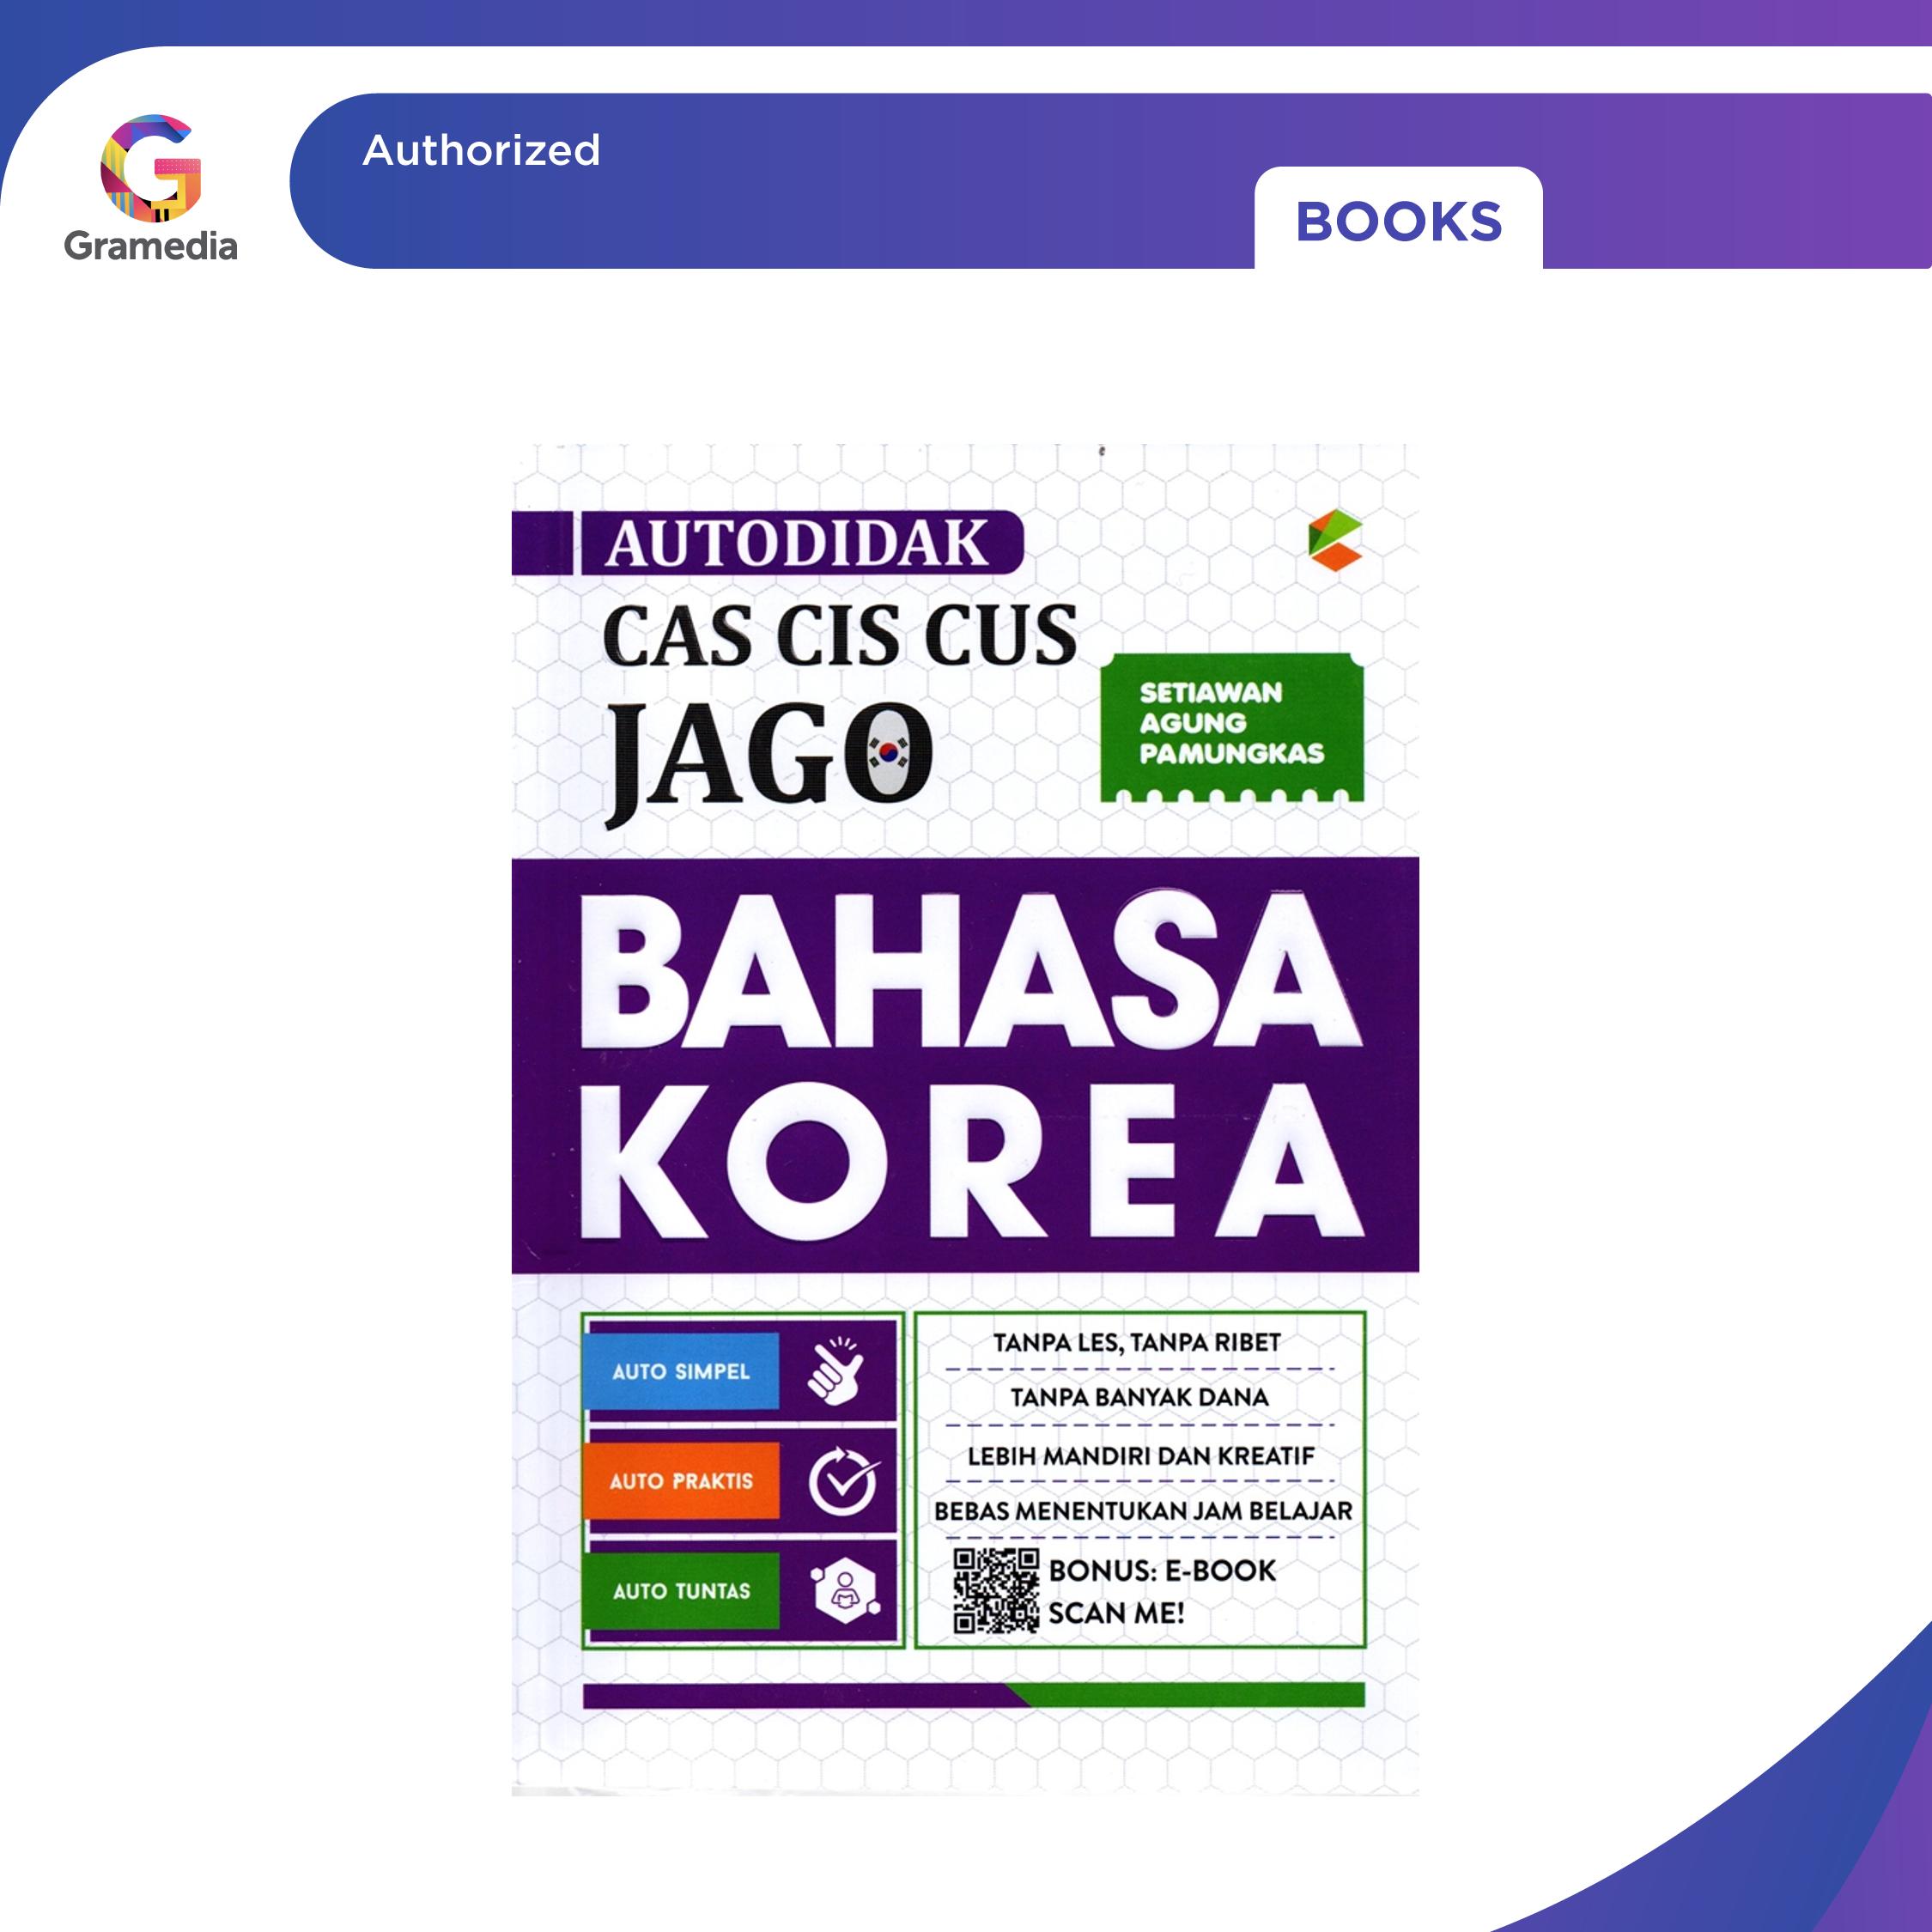 Gramedia
Authorized
BOOKS
AUTODIDAK
CAS CIS CUS
JAGO
SETIAWAN
AGUNG
PAMUNGKAS
BAHASA
KOREA
AUTO SIMPEL
AUTO PRAKTIS
AUTO TUNTAS
TANPA LES, TANPA RIBET
TANPA BANYAK DANA
LEBIH MANDIRI DAN KREATIF
BEBAS MENENTUKAN JAM BELAJAR
BONUS: E-BOOK
SCAN ME!